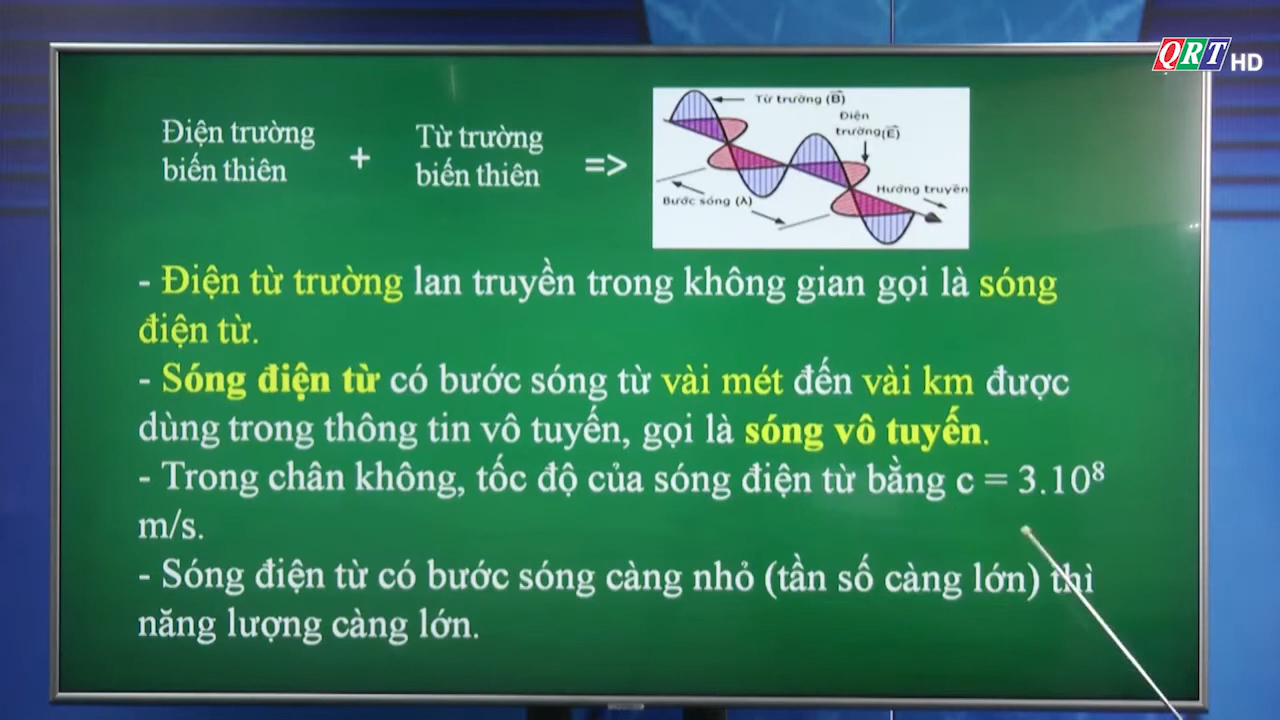 QRT HD
Điện trường
biến thiên
+
Từ trường
biến thiên
=>
Từ trường (B⃗)
Điện
trường(E⃗)
Hướng truyền
Bước sóng (λ)
- Điện từ trường lan truyền trong không gian gọi là sóng
điện từ.
- Sóng điện từ có bước sóng từ vài mét đến vài km được
dùng trong thông tin vô tuyến, gọi là sóng vô tuyến.
- Trong chân không, tốc độ của sóng điện từ bằng c = 3.10⁸
m/s.
- Sóng điện từ có bước sóng càng nhỏ (tần số càng lớn) thì
năng lượng càng lớn.